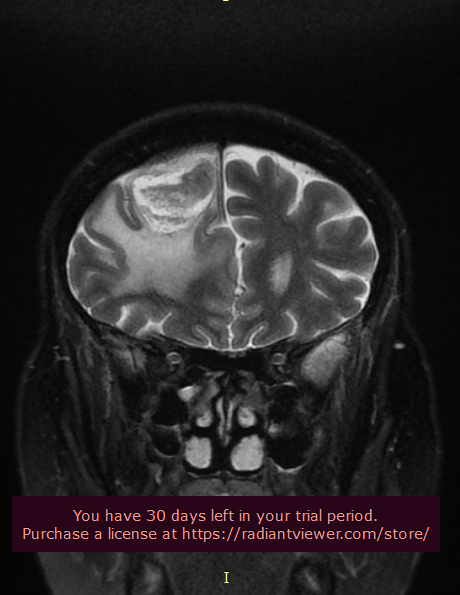 You have 30 days left in your trial period.
Purchase a license at https://radiantviewer.com/store/
I